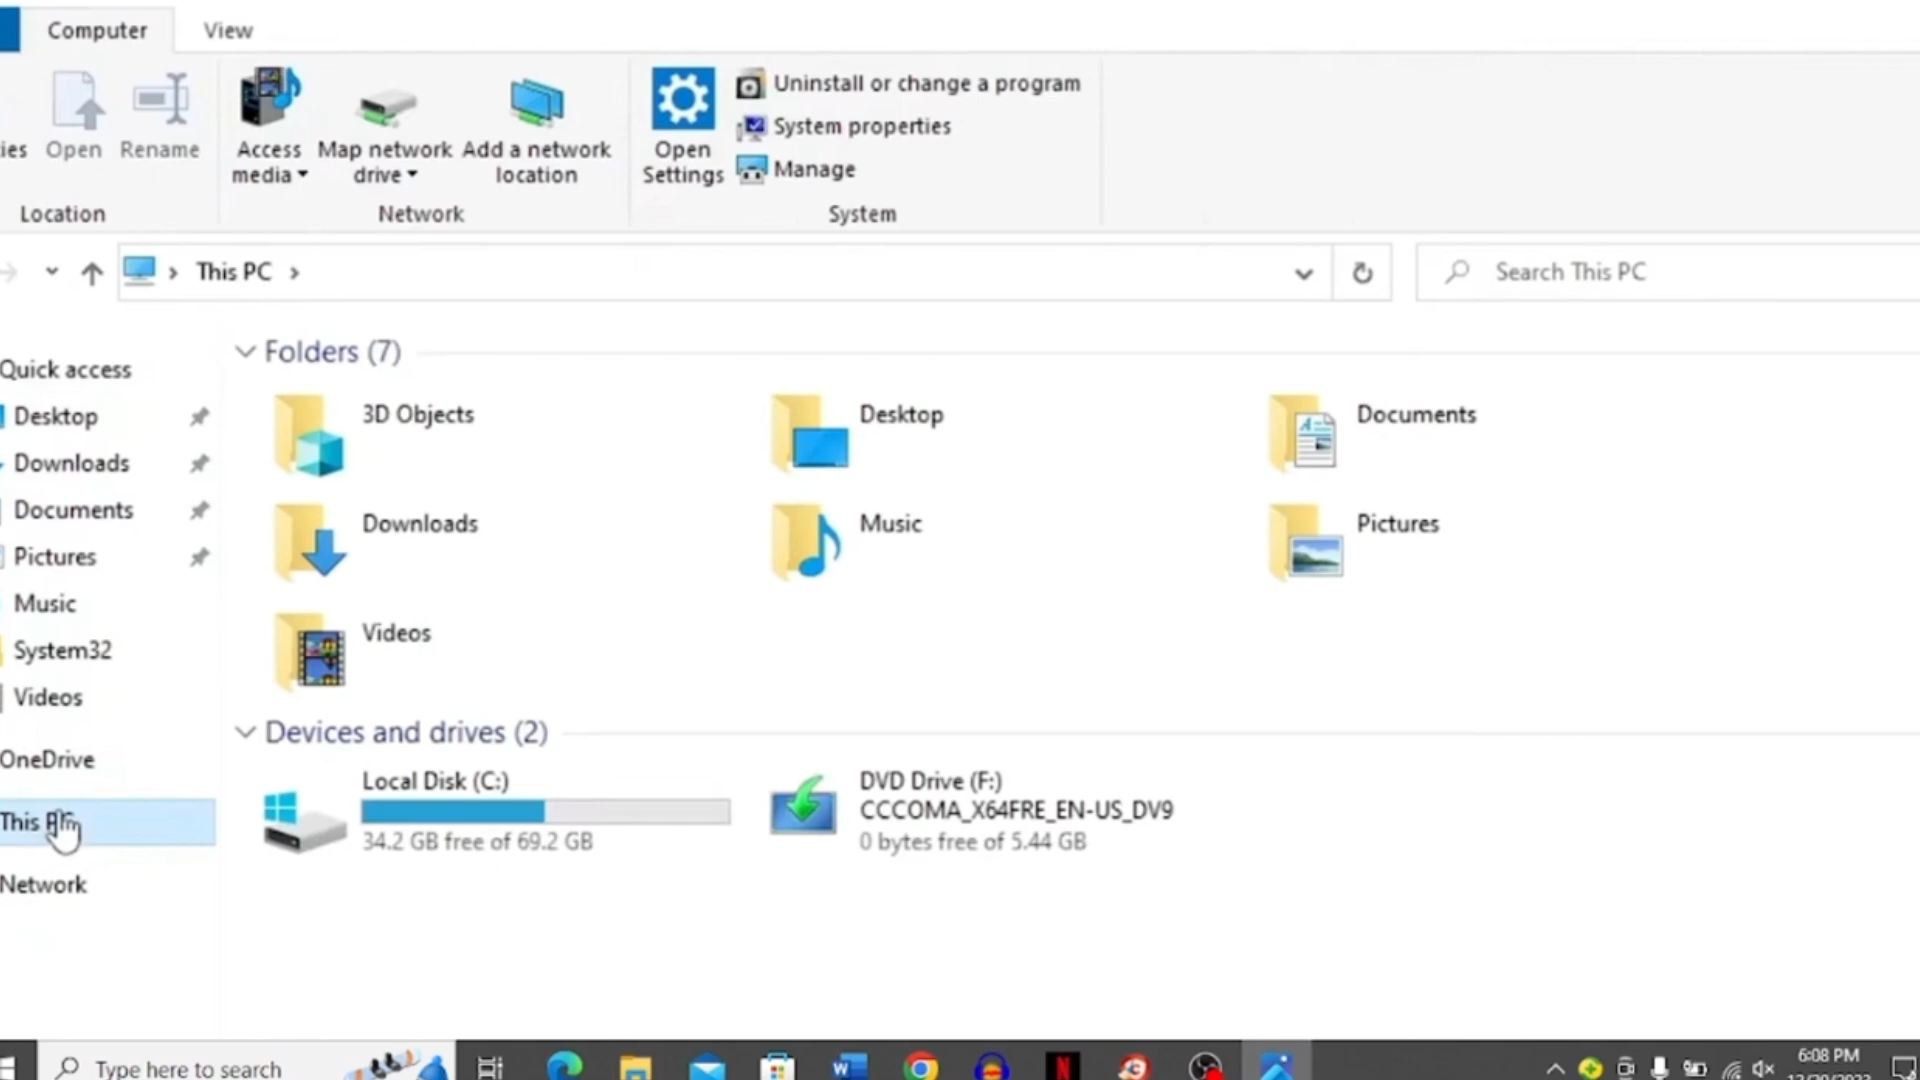 Computer
View
ies
Open
Rename
Access
media
Map network
drive
Add a network
location
Open
Settings
Uninstall or change a program
System properties
Manage
Location
Network
System
This PC
Search This PC
Quick access
Desktop
Downloads
Documents
Pictures
Music
System32
Videos
OneDrive
This PC
Network
Folders (7)
3D Objects
Desktop
Documents
Downloads
Music
Pictures
Videos
Devices and drives (2)
Local Disk (C:)
34.2 GB free of 69.2 GB
DVD Drive (F:)
CCCOMA_X64FRE_EN-US_DV9
0 bytes free of 5.44 GB
Type here to search
6:08 PM